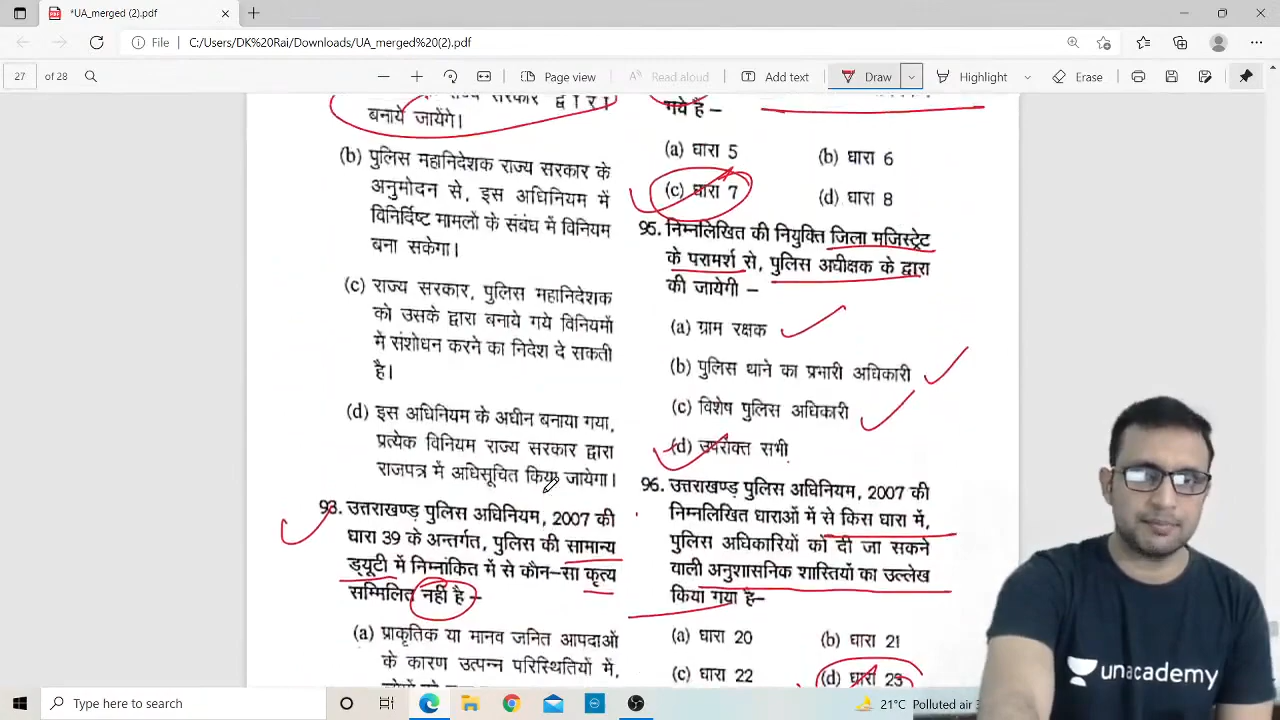 *UA_merged (2).pdf
File
C:/Users/DK%20Rai/Downloads/UA_merged%20(2).pdf
27
of 28
Page view
Read aloud
Add text
Draw
Highlight
Erase
राज्य सरकार द्वारा
बनाये जायेंगे।
(b) पुलिस महानिदेशक राज्य सरकार के
अनुमोदन से, इस अधिनियम में
विनिर्दिष्ट मामलों के संबंध में विनियम
बना सकेगा।
(c) राज्य सरकार, पुलिस महानिदेशक
को उसके द्वारा बनाये गये विनियमों
में संशोधन करने का निदेश दे सकती
है।
(d) इस अधिनियम के अधीन बनाया गया,
प्रत्येक विनियम राज्य सरकार द्वारा
राजपत्र में अधिसूचित किया जायेगा।
93. उत्तराखण्ड़ पुलिस अधिनियम, 2007 की
धारा 39 के अन्तर्गत, पुलिस की सामान्य
ड्यूटी में निम्नांकित में से कौन–सा कृत्य
सम्मिलित नहीं है –
(a) प्राकृतिक या मानव जनित आपदाओं
के कारण उत्पन्न परिस्थितियों में,
गये है –
(a) धारा 5
(b) धारा 6
(c) धारा 7
(d) धारा 8
95. निम्नलिखित की नियुक्ति जिला मजिस्ट्रेट
के परामर्श से, पुलिस अधीक्षक के द्वारा
की जायेगी –
(a) ग्राम रक्षक
(b) पुलिस थाने का प्रभारी अधिकारी
(c) विशेष पुलिस अधिकारी
(d) उपरोक्त सभी
96. उत्तराखण्ड़ पुलिस अधिनियम, 2007 की
निम्नलिखित धाराओं में से किस धारा में,
पुलिस अधिकारियों को दी जा सकने
वाली अनुशासनिक शास्तियों का उल्लेख
किया गया है–
(a) धारा 20
(b) धारा 21
(c) धारा 22
(d) धारा 23
unacademy
Type here to search
21°C Polluted air